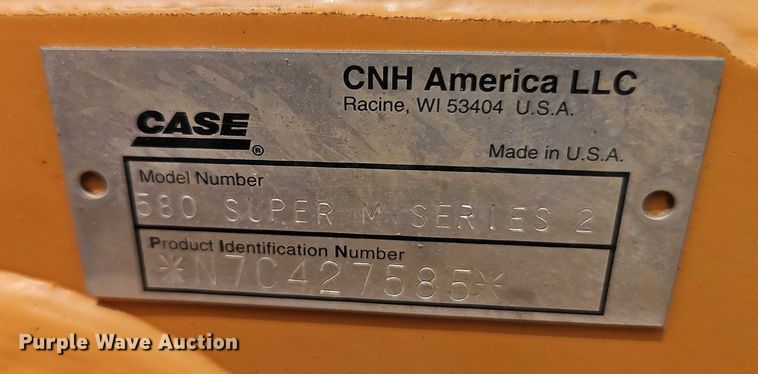 CNH America LLC
Racine, WI 53404 U.S.A.
CASE
®
Made in U.S.A.
Model Number
580 SUPER M SERIES 2
Product Identification Number
*N7C427585*
Purple Wave Auction